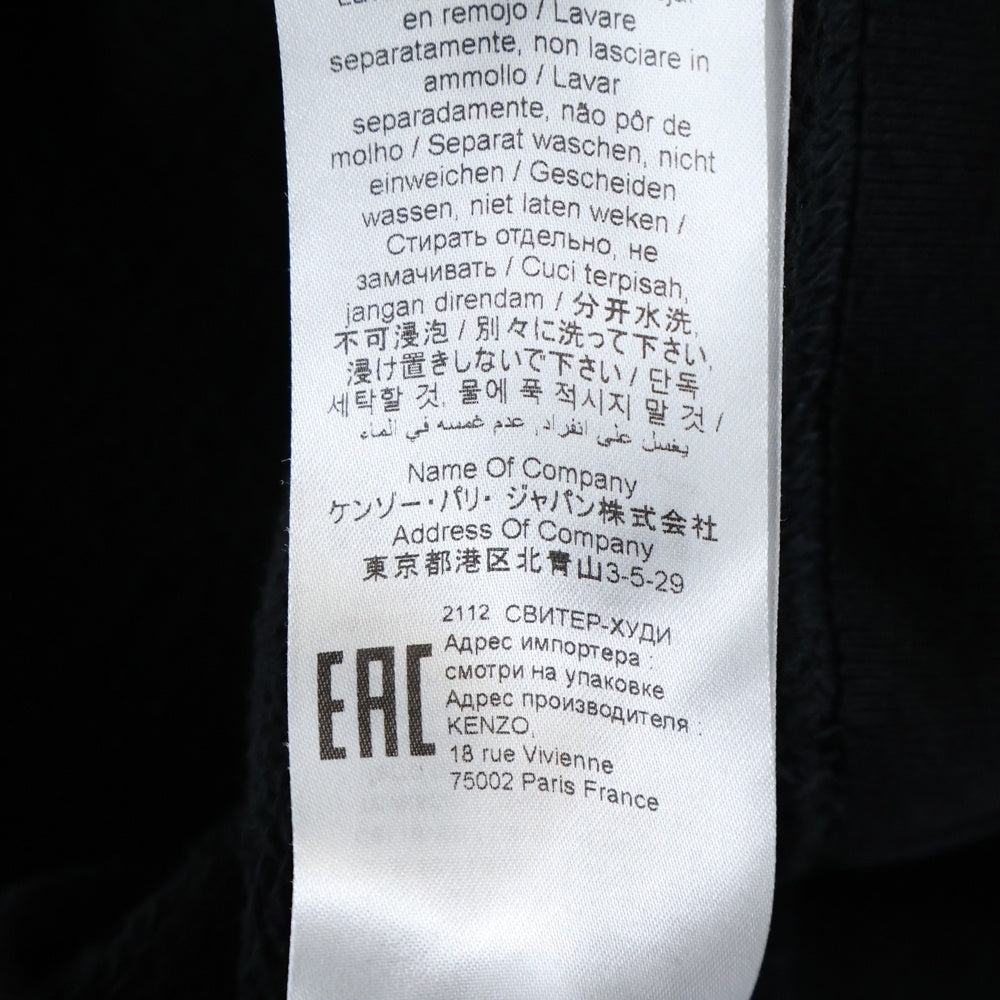 en remojo / Lavare
separatamente, non lasciare in
ammollo / Lavar
separadamente, não pôr de
molho / Separat waschen, nicht
einweichen / Gescheiden
wassen, niet laten weken /
Стирать отдельно, не
замачивать / Cuci terpisah,
jangan direndam / 分开水洗,
不可浸泡 / 別々に洗って下さい,
浸け置きしないで下さい / 단독
세탁할 것, 물에 푹 적시지 말 것 /
يغسل على انفراد, عدم غمسه في الماء
Name Of Company
ケンゾー・パリ・ ジャパン株式会社
Address Of Company
東京都港区北青山3-5-29
EAC
2112 СВИТЕР-ХУДИ
Адрес импортера :
смотри на упаковке
Адрес производителя :
KENZO,
18 rue Vivienne
75002 Paris France